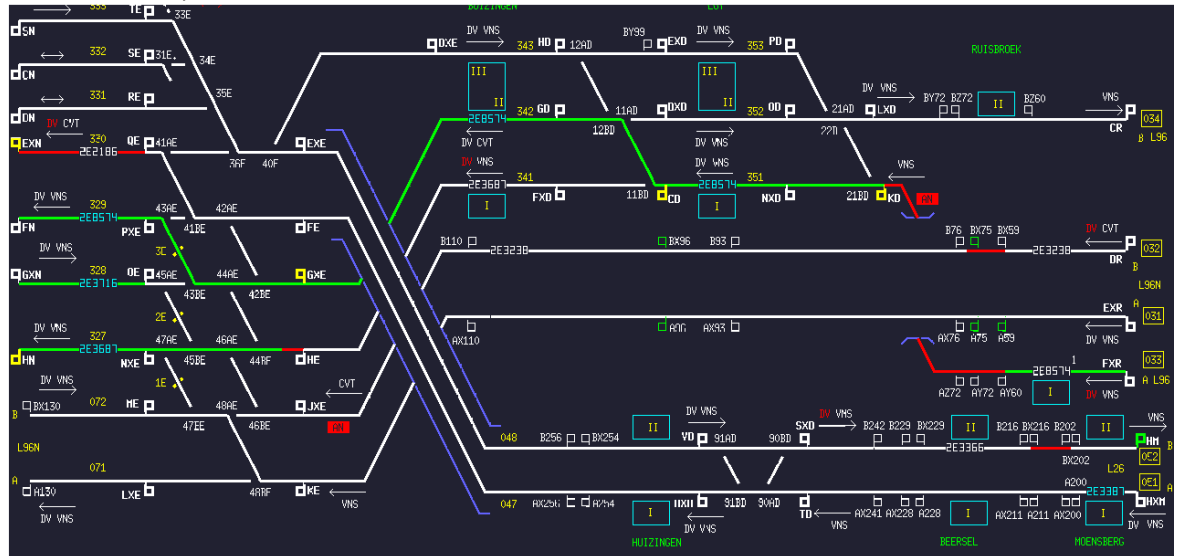 333 TE 33E BUIZINGEN LOT
SN
DXE DV VNS 343 HD 12AD BY99 EXD DV VNS 353 PD
332 SE 31E 34E RUISBROEK
CN III II III II
331 RE 35E DV VNS BY72 BZ72 II BZ60 VNS
DN 342 GD 11AD DXD 352 OD 21AD LXD 034
DV CVT 2E8574 12BD 22D CR B L96
330 QE 41AE EXE DV CVT
EXN 2E2186 36F 40F DV VNS DV VNS VNS
2E3687 341 2E8574 351
DV VNS 329 43AE 42AE I FXD 11BD CD I NXD 21BD KD AN
FN 2E8574 PXE 41BE FE
DV VNS 3E B110 BX96 B93 B76 BX75 BX59 DV CVT
328 OE 45AE 44AE GXE 2E3238 2E3238 032
GXN 2E3716 43BE 42BE DR B
L96N
2E A EXR 031
DV VNS 327 47AE 46AE AX110 AX93 AX76 A75 A59 DV VNS
HN 2E3687 NXE 45BE 44BF HE 1 FXR 033
2E8574 A L96
DV VNS 1E CVT AZ72 AY72 AY60 I DV VNS
BX130 072 ME 48AE JXE
B 47EE 46BE AN II DV VNS SXD DV VNS II II VNS
048 B256 BX254 YD 91AD 90BD B242 B229 BX229 B216 BX216 B202 HM B
L96N 2E3366 BX202 L26
071 A200 0E1 A
A 2E3387
A130 LXE KE VNS 047 I 91BD 90AD TD AX241 AX228 A228 I AX211 A211 AX200 I HXM
DV VNS VNS DV VNS
HUIZINGEN BEERSEL MOENSBERG